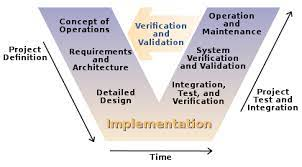 Concept of
Operations
Verification
and
Validation
Operation
and
Maintenance
Project
Definition
Requirements
and
Architecture
System
Verification
and Validation
Detailed
Design
Integration,
Test, and
Verification
Project
Test and
Integration
Implementation
Time